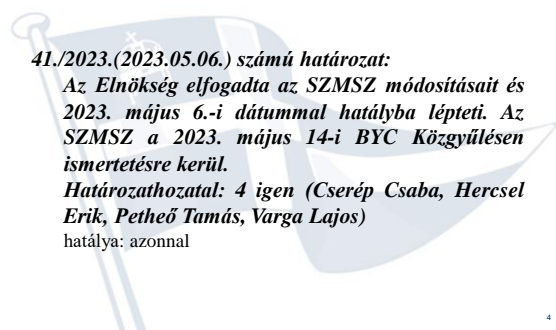 41./2023.(2023.05.06.) számú határozat:
Az Elnökség elfogadta az SZMSZ módosításait és
2023. május 6.-i dátummal hatályba lépteti. Az
SZMSZ a 2023. május 14-i BYC Közgyűlésen
ismertetésre kerül.
Határozathozatal: 4 igen (Cserép Csaba, Hercsel
Erik, Petheő Tamás, Varga Lajos)
hatálya: azonnal
4